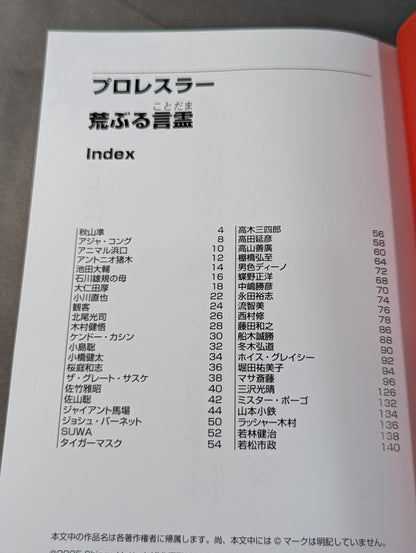 プロレスラー
ことだま
荒ぶる言霊
Index
秋山準 4
アジャ・コング 8
アニマル浜口 10
アントニオ猪木 12
池田大輔 14
石川雄規の母 16
大仁田厚 18
小川直也 22
観客 24
北尾光司 26
木村健悟 28
ケンドー・カシン 30
小島聡 32
小橋健太 34
桜庭和志 36
ザ・グレート・サスケ 38
佐竹雅昭 40
佐山聡 42
ジャイアント馬場 44
ジョシュ・バーネット 50
SUWA 52
タイガーマスク 54
高木三四郎 56
高田延彦 58
高山善廣 60
棚橋弘至 64
男色ディーノ 72
蝶野正洋 68
中嶋勝彦 70
永田裕志 74
流智美 76
西村修 78
藤田和之 86
船木誠勝 88
冬木弘道 90
ホイス・グレイシー 92
堀田祐美子 94
マサ斎藤 96
三沢光晴 126
ミスター・ポーゴ 132
山本小鉄 134
ラッシャー木村 136
若林健治 138
若松市政 140
本文中の作品名は各著作権者に帰属します。尚、本文中には©マークは明記していません。